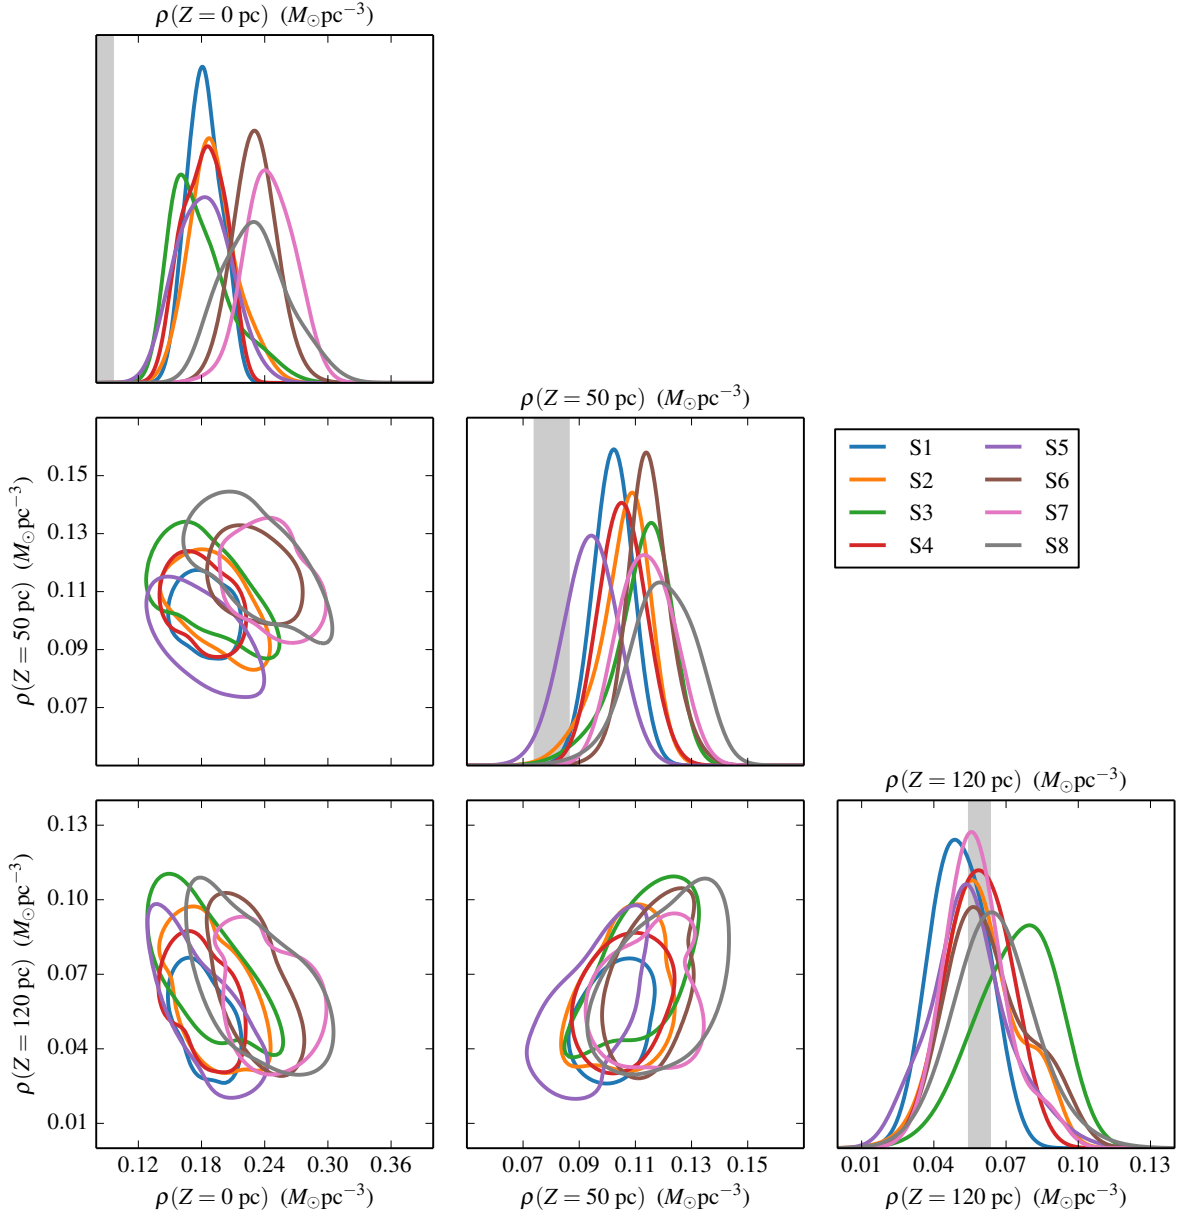 ρ(Z = 0 pc) (M⊙pc⁻³)
ρ(Z = 50 pc) (M⊙pc⁻³)
0.15
0.13
0.11
0.09
0.07
ρ(Z = 50 pc) (M⊙pc⁻³)
S1 S5
S2 S6
S3 S7
S4 S8
ρ(Z = 120 pc) (M⊙pc⁻³)
0.13
0.10
0.07
0.04
0.01
ρ(Z = 120 pc) (M⊙pc⁻³)
0.12 0.18 0.24 0.30 0.36 0.07 0.09 0.11 0.13 0.15 0.01 0.04 0.07 0.10 0.13
ρ(Z = 0 pc) (M⊙pc⁻³) ρ(Z = 50 pc) (M⊙pc⁻³) ρ(Z = 120 pc) (M⊙pc⁻³)